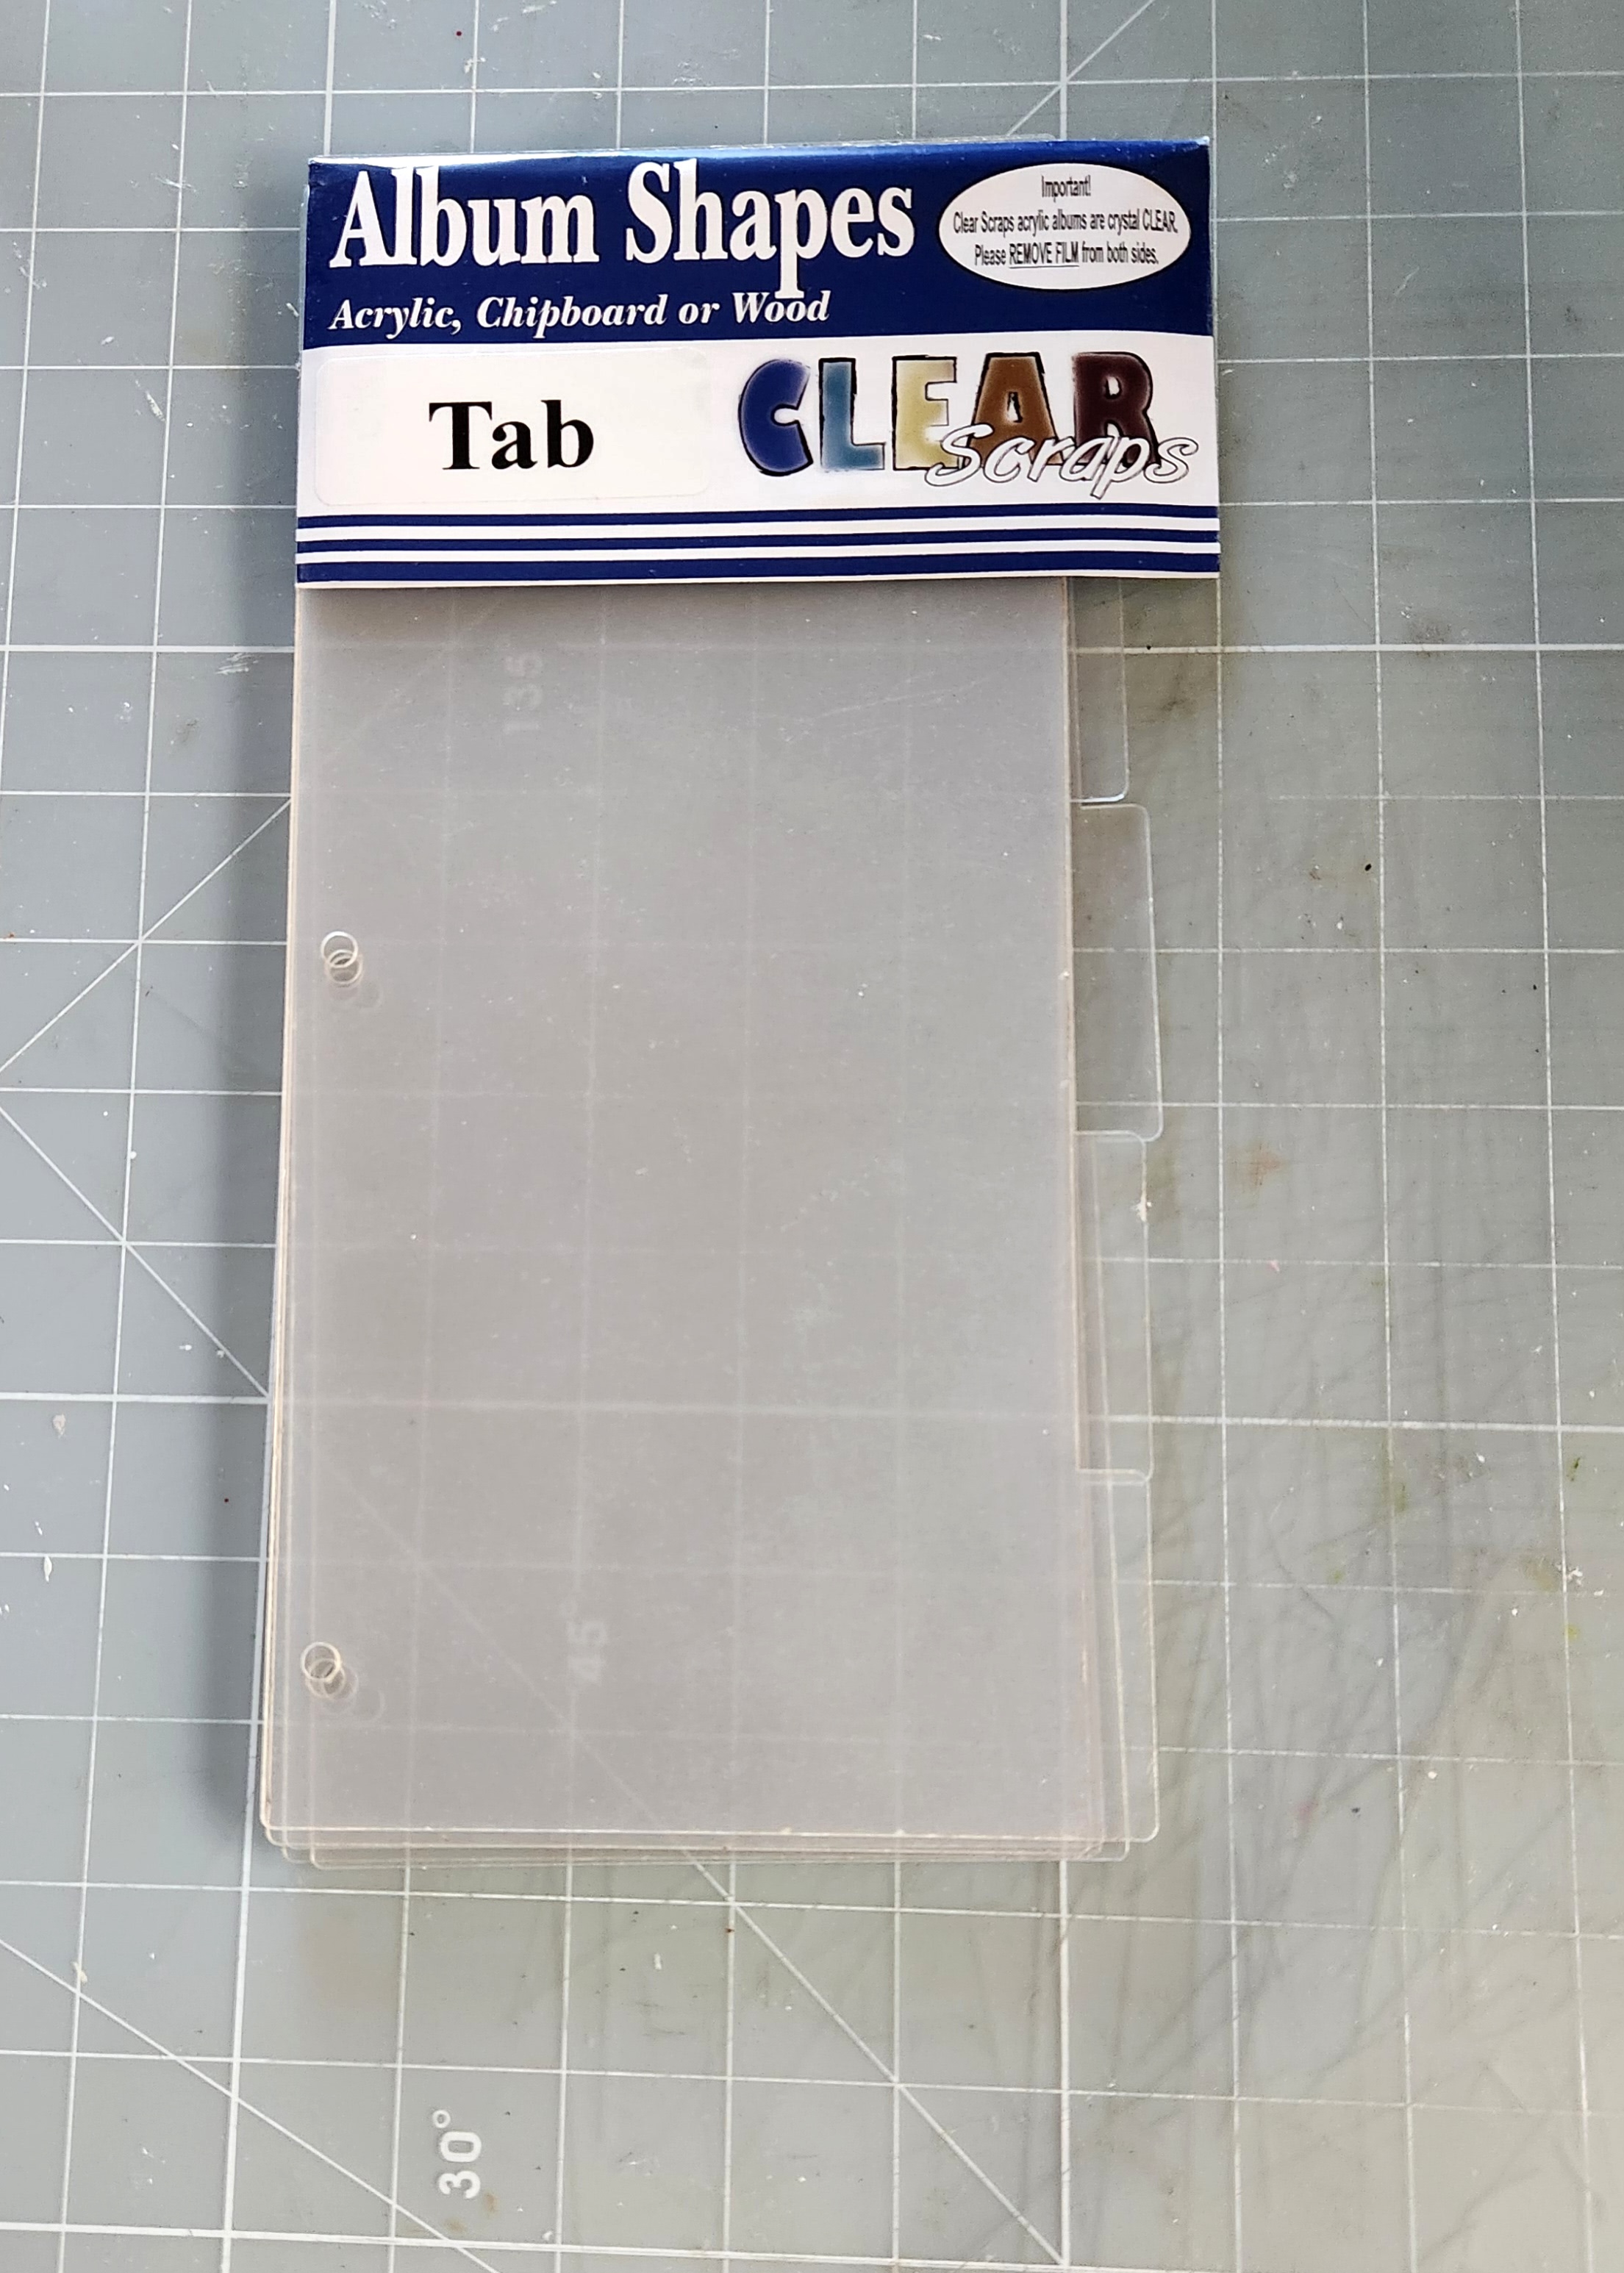 Album Shapes
Acrylic, Chipboard or Wood
Important!
Clear Scraps acrylic albums are crystal CLEAR.
Please REMOVE FILM from both sides.
Tab
CLEAR
Scraps
135
45°
30°